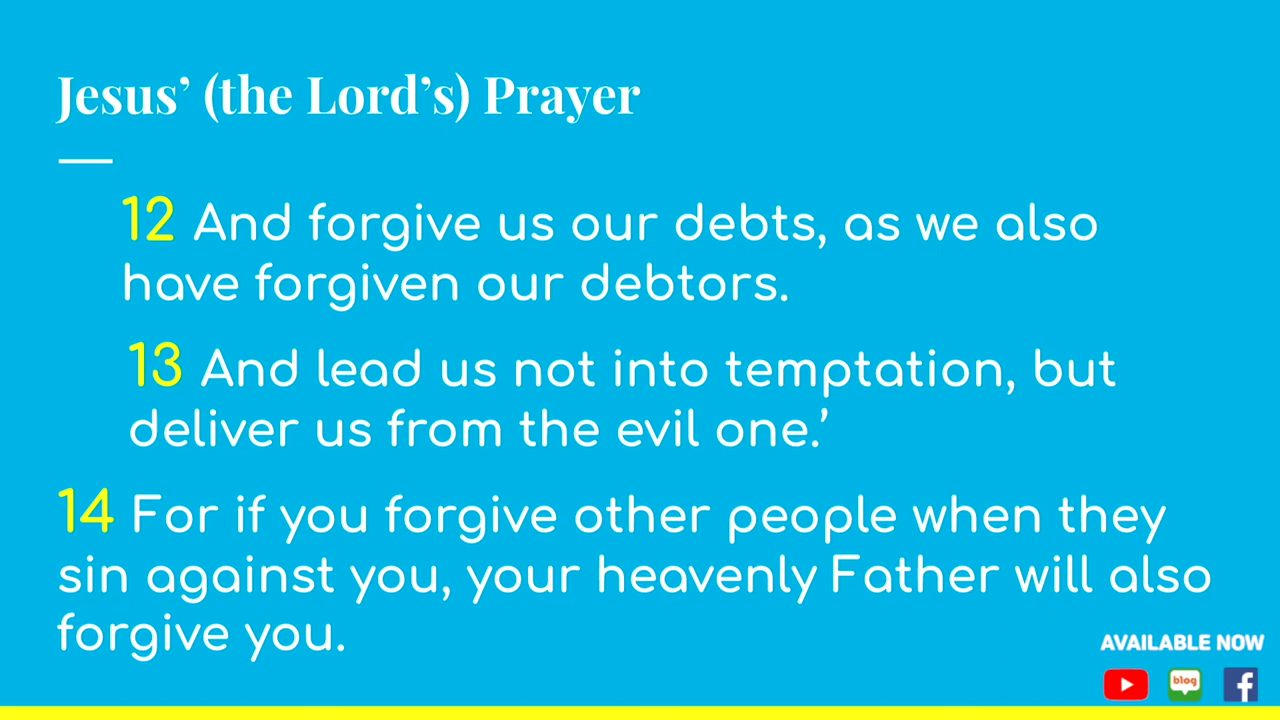 Jesus’ (the Lord’s) Prayer
12 And forgive us our debts, as we also
have forgiven our debtors.
13 And lead us not into temptation, but
deliver us from the evil one.’
14 For if you forgive other people when they
sin against you, your heavenly Father will also
forgive you.
AVAILABLE NOW
blog